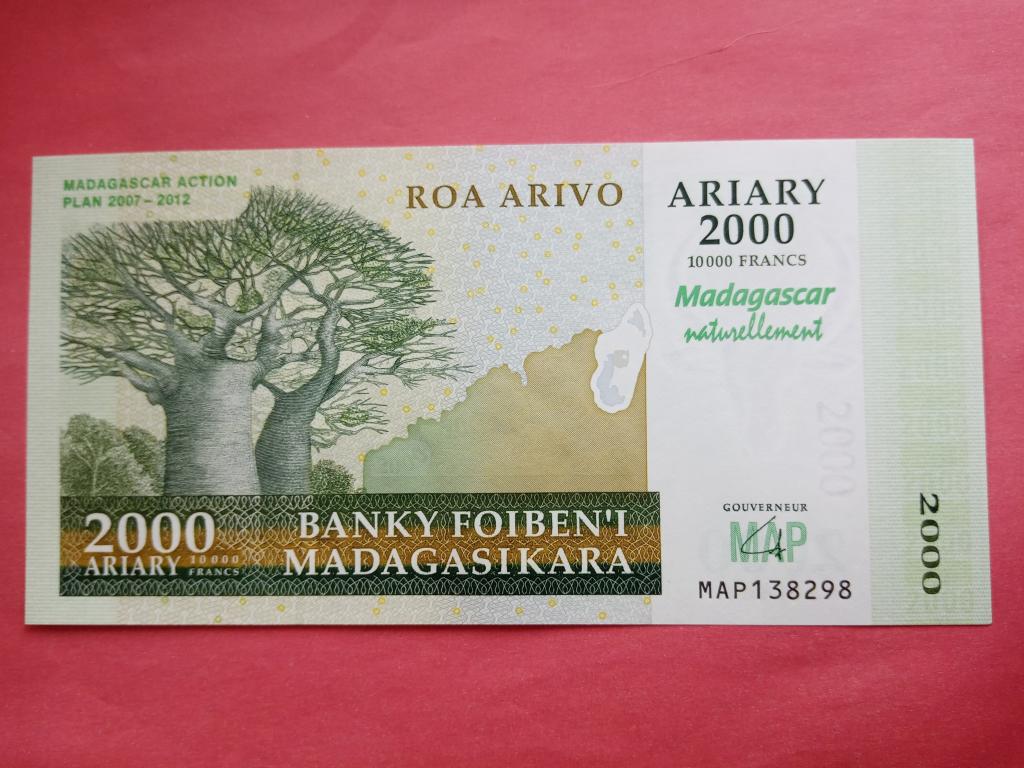 MADAGASCAR ACTION
PLAN 2007-2012
ROA ARIVO
ARIARY
2000
10000 FRANCS
Madagascar
naturellement
2000
ARIARY 10000
FRANCS
BANKY FOIBEN'I
MADAGASIKARA
GOUVERNEUR
MAP
MAP138298
2000
2000